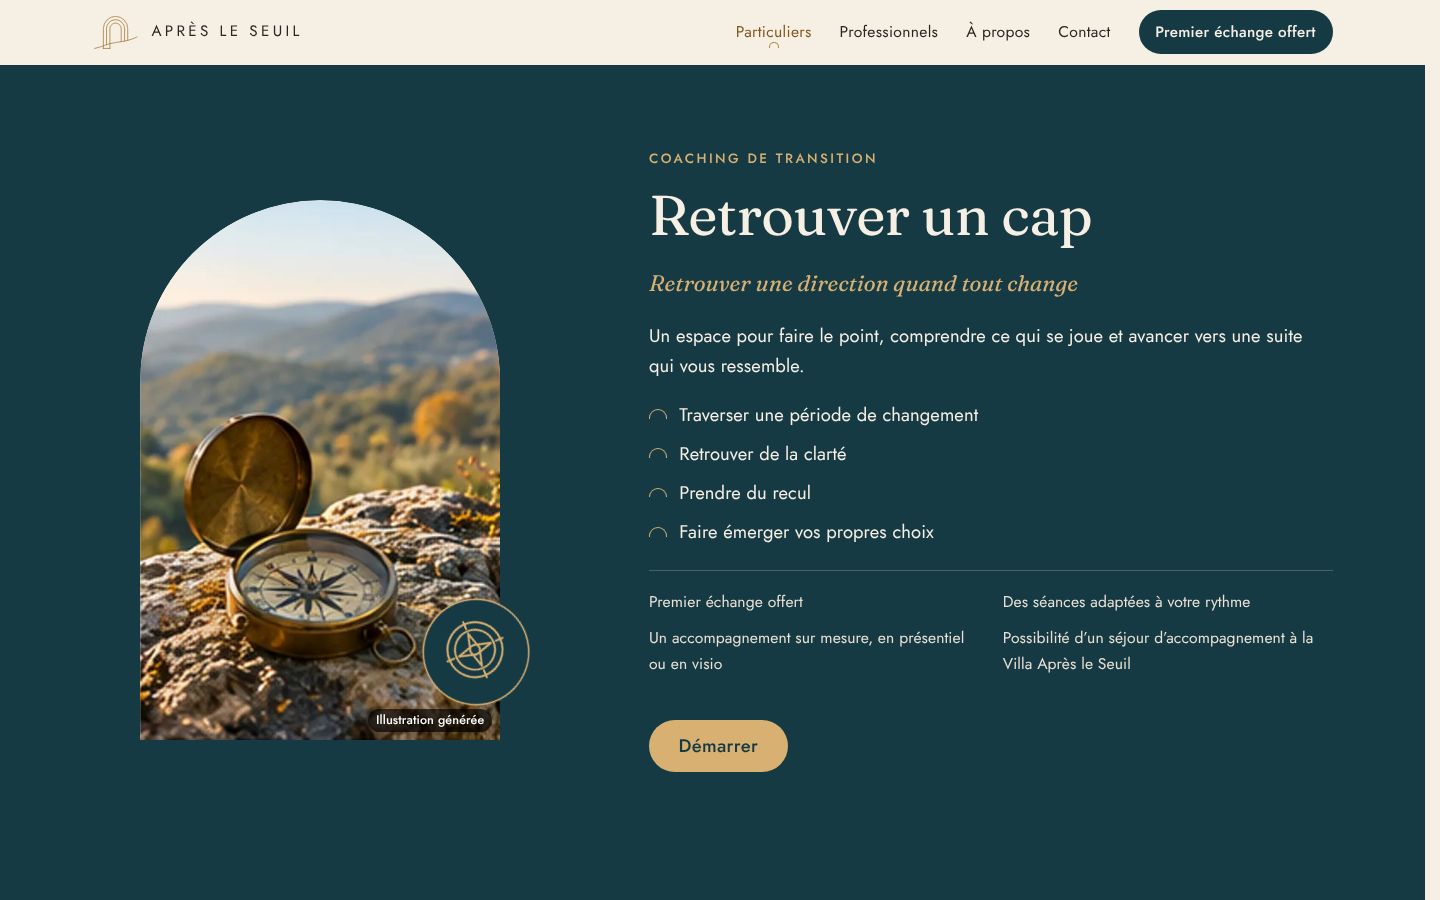 APRÈS LE SEUIL
Particuliers
Professionnels
À propos
Contact
Premier échange offert
COACHING DE TRANSITION
Retrouver un cap
Retrouver une direction quand tout change
Un espace pour faire le point, comprendre ce qui se joue et avancer vers une suite
qui vous ressemble.
Traverser une période de changement
Retrouver de la clarté
Prendre du recul
Faire émerger vos propres choix
Premier échange offert
Un accompagnement sur mesure, en présentiel
ou en visio
Des séances adaptées à votre rythme
Possibilité d’un séjour d’accompagnement à la
Villa Après le Seuil
Illustration générée
Démarrer